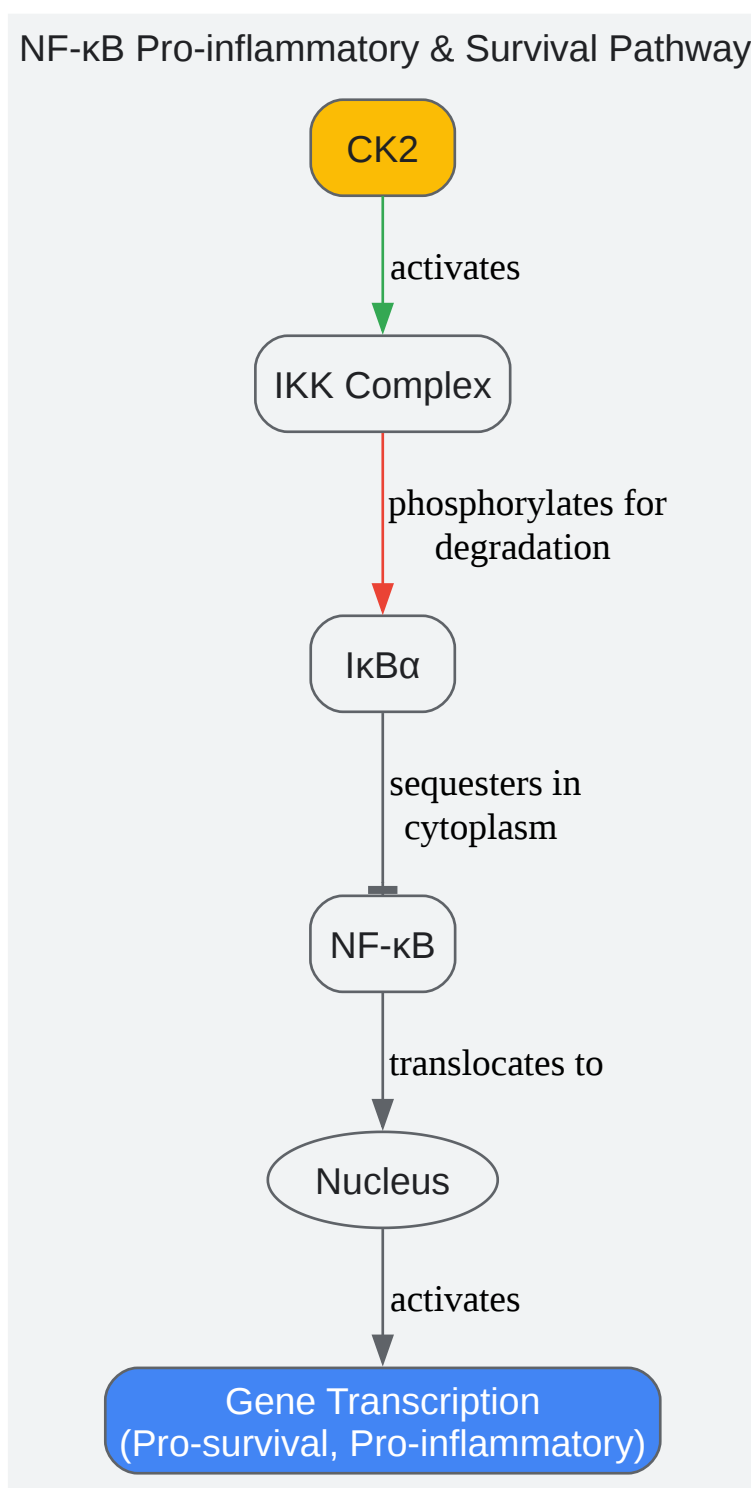 NF-κB Pro-inflammatory & Survival Pathway
CK2
activates
IKK Complex
phosphorylates for
degradation
IκBα
sequesters in
cytoplasm
NF-κB
translocates to
Nucleus
activates
Gene Transcription
(Pro-survival, Pro-inflammatory)